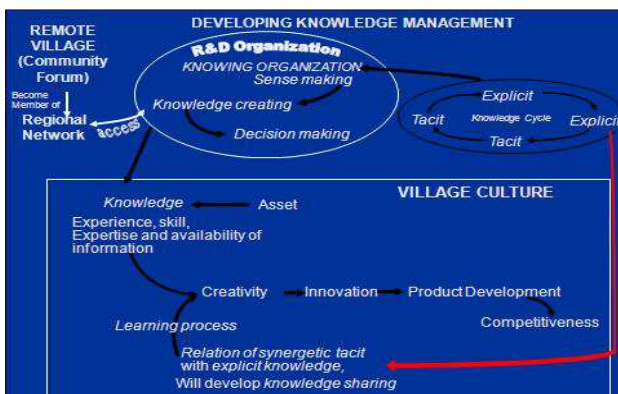 DEVELOPING KNOWLEDGE MANAGEMENT
REMOTE
VILLAGE
(Community
Forum)
Become
Member of
Regional
Network
access
R&D Organization
KNOWING ORGANIZATION
Sense making
Knowledge creating
Decision making
Explicit
Tacit
Knowledge Cycle
Explicit
Tacit
VILLAGE CULTURE
Knowledge
Asset
Experience, skill,
Expertise and availability of
information
Creativity
Innovation
Product Development
Competitiveness
Learning process
Relation of synergetic tacit
with explicit knowledge,
Will develop knowledge sharing